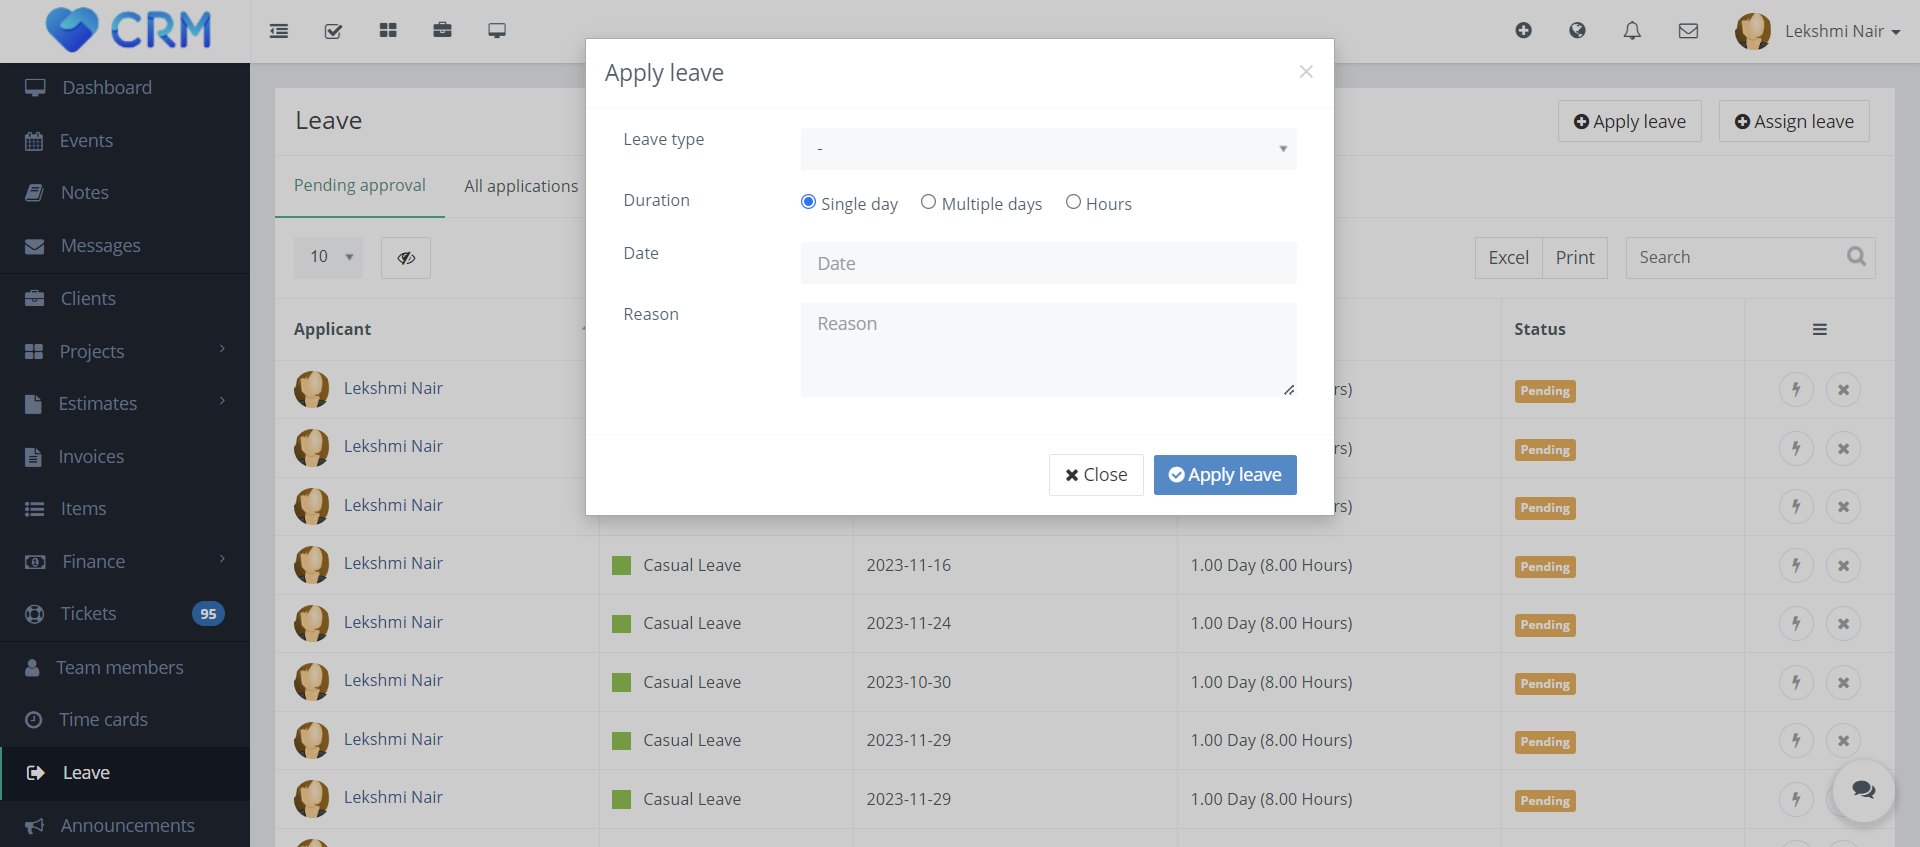 CRM
Lekshmi Nair
Dashboard
Events
Notes
Messages
Clients
Projects
Estimates
Invoices
Items
Finance
Tickets 95
Team members
Time cards
Leave
Announcements
Leave
Apply leave
Assign leave
Pending approval All applications
10
Excel Print Search
Applicant Status
Lekshmi Nair rs) Pending
Lekshmi Nair rs) Pending
Lekshmi Nair rs) Pending
Lekshmi Nair Casual Leave 2023-11-16 1.00 Day (8.00 Hours) Pending
Lekshmi Nair Casual Leave 2023-11-24 1.00 Day (8.00 Hours) Pending
Lekshmi Nair Casual Leave 2023-10-30 1.00 Day (8.00 Hours) Pending
Lekshmi Nair Casual Leave 2023-11-29 1.00 Day (8.00 Hours) Pending
Lekshmi Nair Casual Leave 2023-11-29 1.00 Day (8.00 Hours) Pending
Apply leave
Leave type -
Duration Single day Multiple days Hours
Date Date
Reason Reason
Close Apply leave